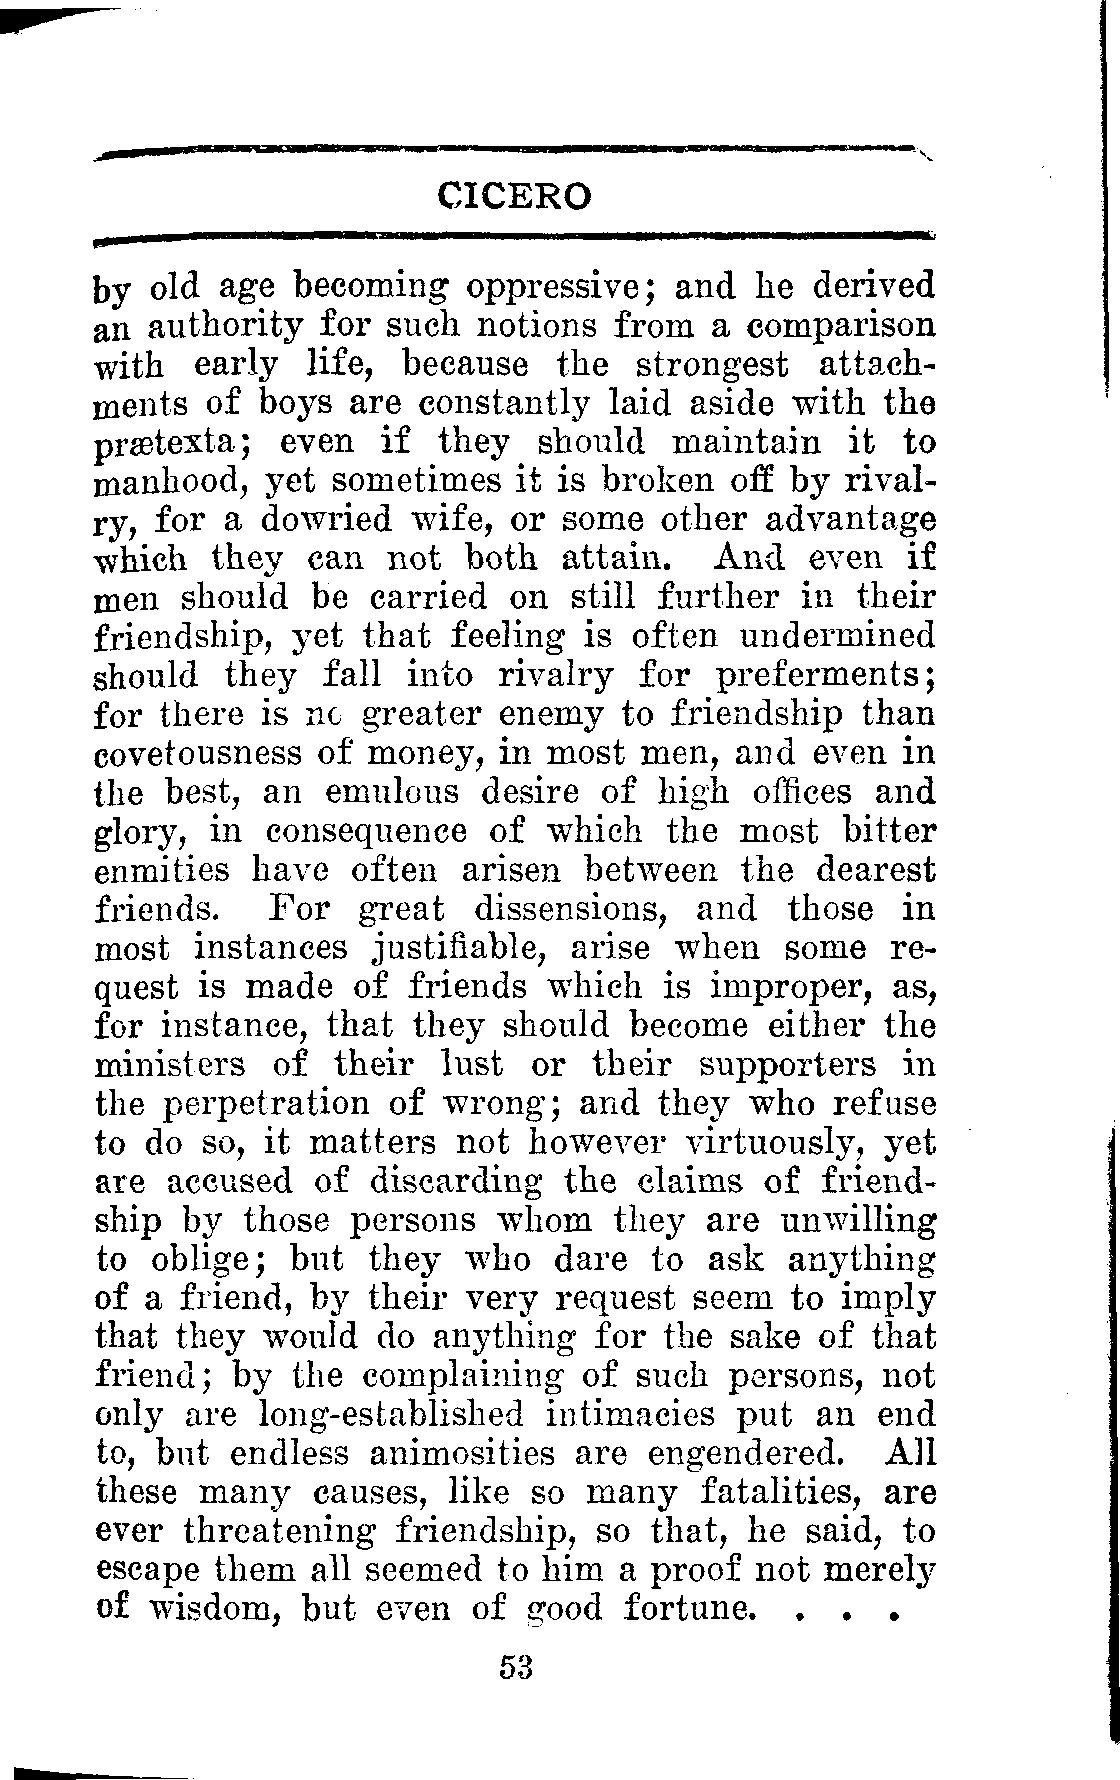 CICERO
by old age becoming oppressive; and he derived
an authority for such notions from a comparison
with early life, because the strongest attach-
ments of boys are constantly laid aside with the
prætexta; even if they should maintain it to
manhood, yet sometimes it is broken off by rival-
ry, for a dowried wife, or some other advantage
which they can not both attain. And even if
men should be carried on still further in their
friendship, yet that feeling is often undermined
should they fall into rivalry for preferments;
for there is no greater enemy to friendship than
covetousness of money, in most men, and even in
the best, an emulous desire of high offices and
glory, in consequence of which the most bitter
enmities have often arisen between the dearest
friends. For great dissensions, and those in
most instances justifiable, arise when some re-
quest is made of friends which is improper, as,
for instance, that they should become either the
ministers of their lust or their supporters in
the perpetration of wrong; and they who refuse
to do so, it matters not however virtuously, yet
are accused of discarding the claims of friend-
ship by those persons whom they are unwilling
to oblige; but they who dare to ask anything
of a friend, by their very request seem to imply
that they would do anything for the sake of that
friend; by the complaining of such persons, not
only are long-established intimacies put an end
to, but endless animosities are engendered. All
these many causes, like so many fatalities, are
ever threatening friendship, so that, he said, to
escape them all seemed to him a proof not merely
of wisdom, but even of good fortune. . . .
53